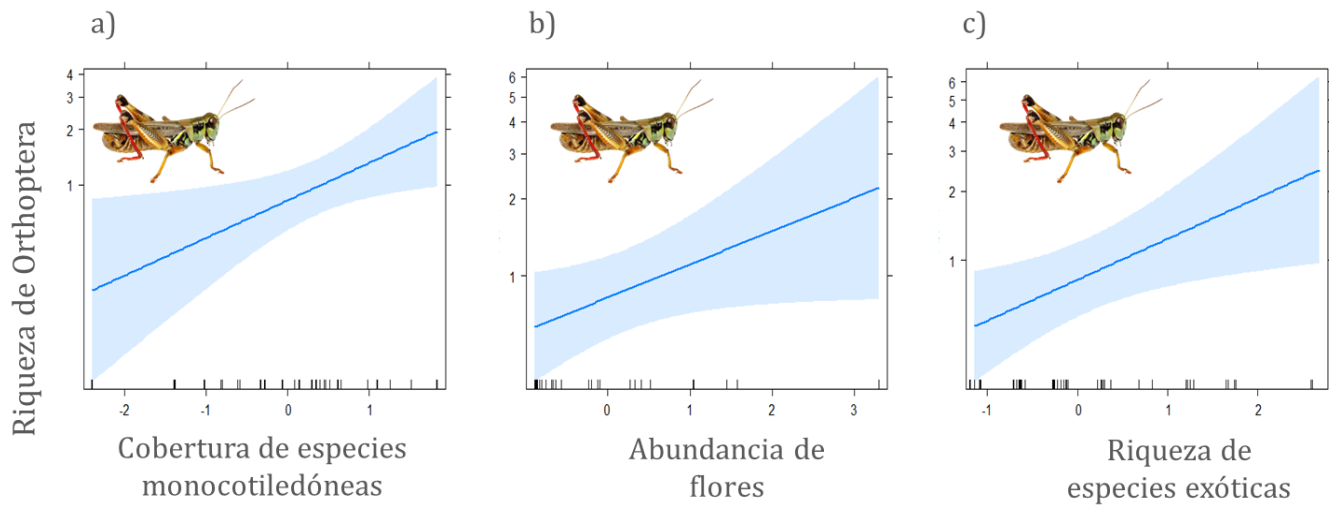 a)
b)
c)
Riqueza de Orthoptera
4
3
2
1
-2
-1
0
1
6
5
4
3
2
1
0
1
2
3
6
5
4
3
2
1
-1
0
1
2
Cobertura de especies
monocotiledóneas
Abundancia de
flores
Riqueza de
especies exóticas